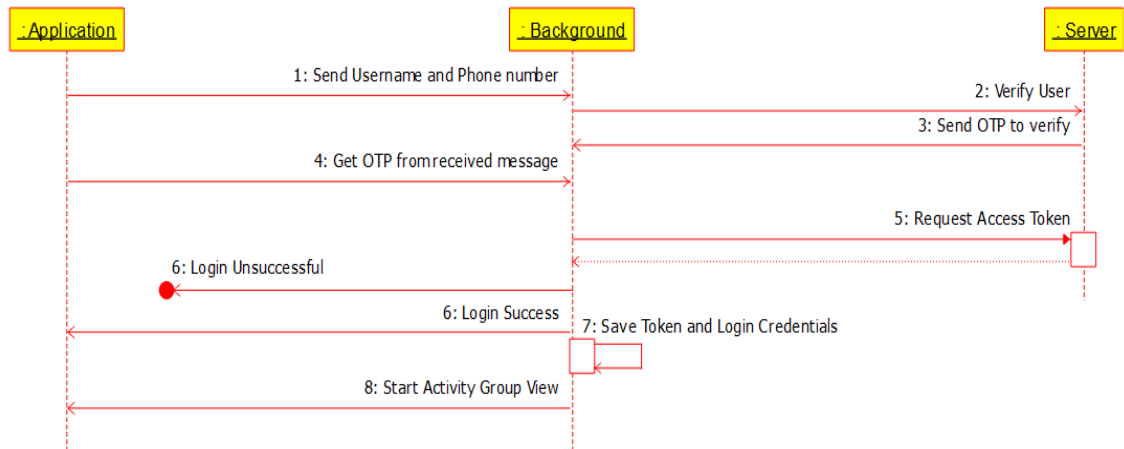 : Application
: Background
: Server
1: Send Username and Phone number
2: Verify User
3: Send OTP to verify
4: Get OTP from received message
5: Request Access Token
6: Login Unsuccessful
6: Login Success
7: Save Token and Login Credentials
8: Start Activity Group View